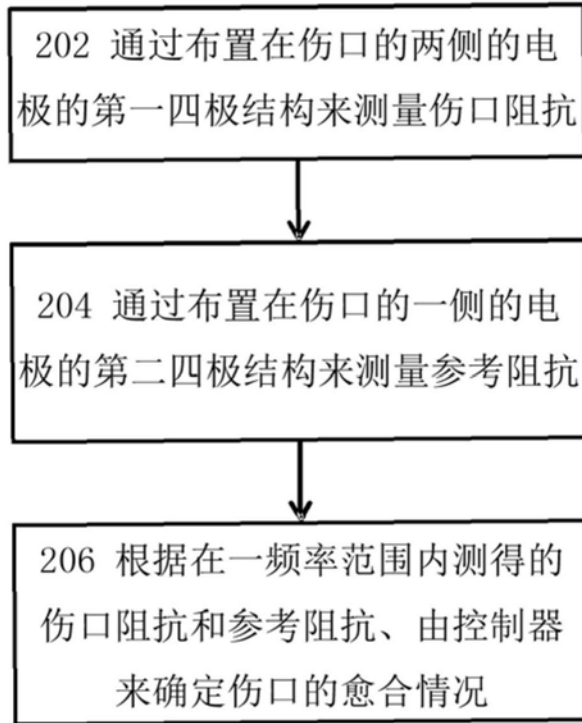 202 通过布置在伤口的两侧的电
极的第一四极结构来测量伤口阻抗
204 通过布置在伤口的一侧的电
极的第二四极结构来测量参考阻抗
206 根据在一频率范围内测得的
伤口阻抗和参考阻抗、由控制器
来确定伤口的愈合情况